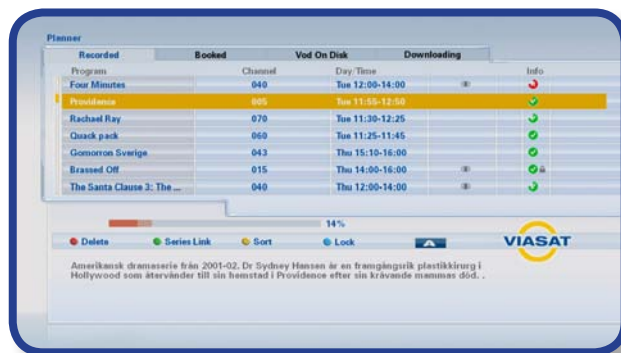 Planner
Recorded Booked Vod On Disk Downloading
Program Channel Day/Time Info
Four Minutes 040 Tue 12:00-14:00
Providence 005 Tue 11:55-12:50
Rachael Ray 070 Tue 11:30-12:25
Quack pack 060 Tue 11:25-11:45
Gomorron Sverige 043 Thu 15:10-16:00
Brassed Off 015 Thu 14:00-16:00
The Santa Clause 3: The ... 040 Thu 12:00-14:00
14%
Delete Series Link Sort Lock VIASAT
Amerikansk dramaserie från 2001-02. Dr Sydney Hansen är en framgångsrik plastikkirurg i
Hollywood som återvänder till sin hemstad i Providence efter sin krävande mammas död. .